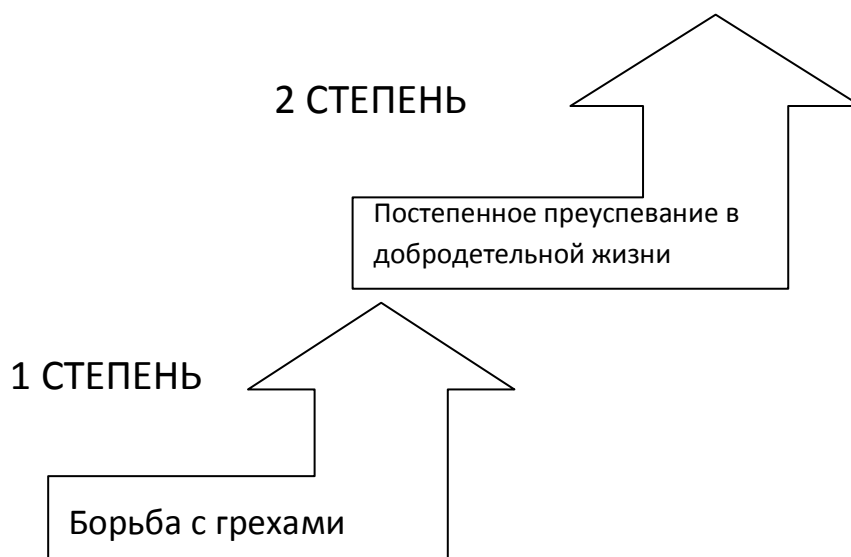 2 СТЕПЕНЬ
Постепенное преуспевание в
добродетельной жизни
1 СТЕПЕНЬ
Борьба с грехами